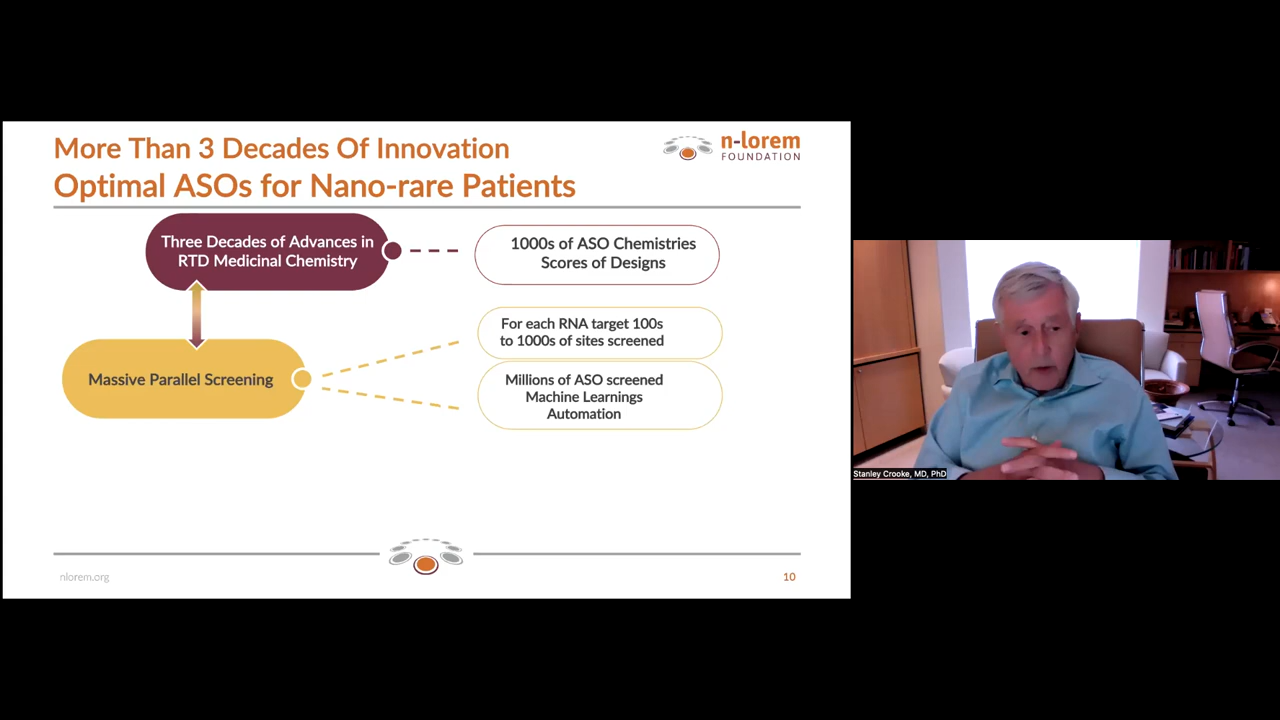 More Than 3 Decades Of Innovation
Optimal ASOs for Nano-rare Patients
n-lorem
FOUNDATION
Three Decades of Advances in
RTD Medicinal Chemistry
1000s of ASO Chemistries
Scores of Designs
Massive Parallel Screening
For each RNA target 100s
to 1000s of sites screened
Millions of ASO screened
Machine Learnings
Automation
nlorem.org
10
Stanley Crooke, MD, PhD